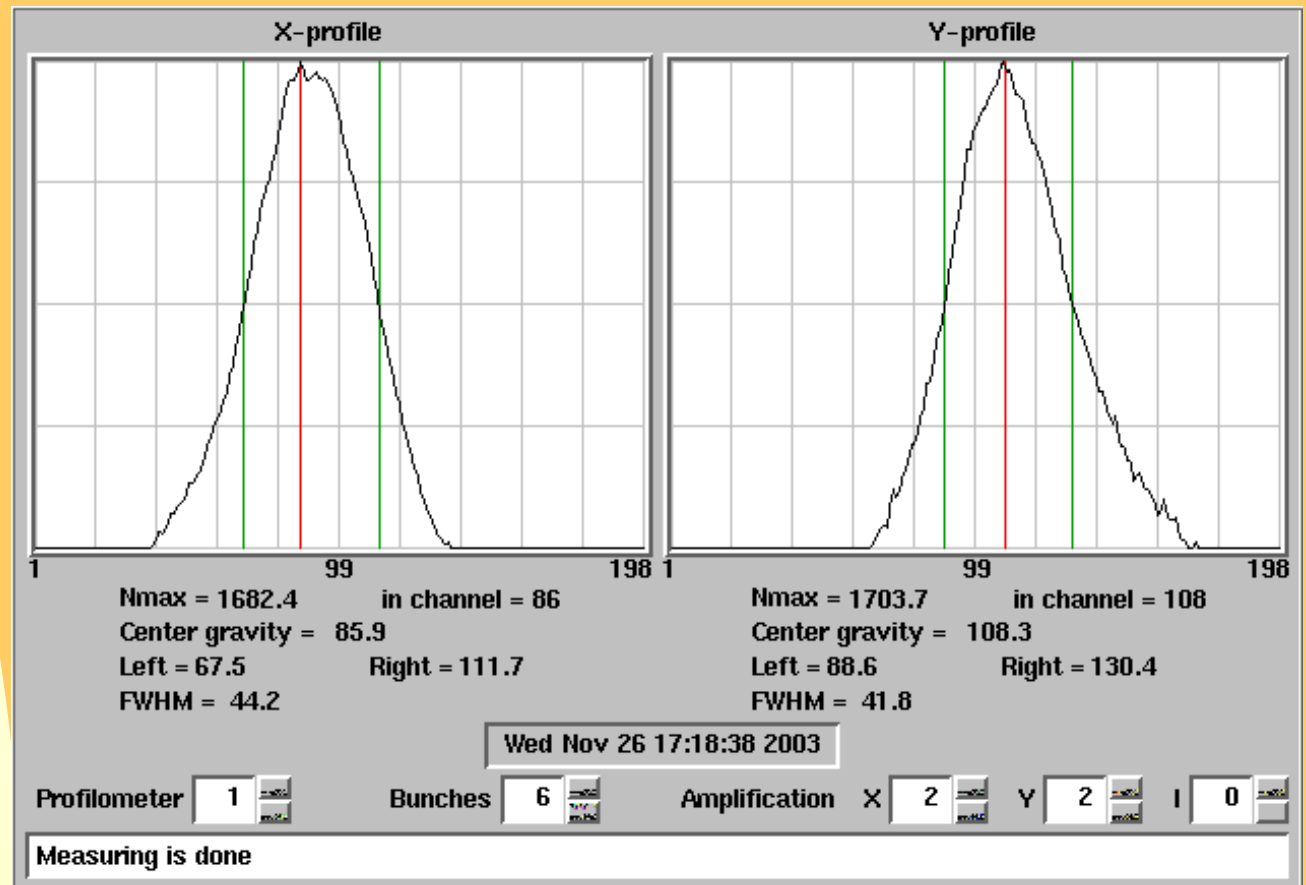 X-profile
Y-profile
1 99 198
1 99 198
Nmax = 1682.4 in channel = 86
Center gravity = 85.9
Left = 67.5 Right = 111.7
FWHM = 44.2
Nmax = 1703.7 in channel = 108
Center gravity = 108.3
Left = 88.6 Right = 130.4
FWHM = 41.8
Wed Nov 26 17:18:38 2003
Profilometer 1 Bunches 6 Amplification X 2 Y 2 I 0
Measuring is done